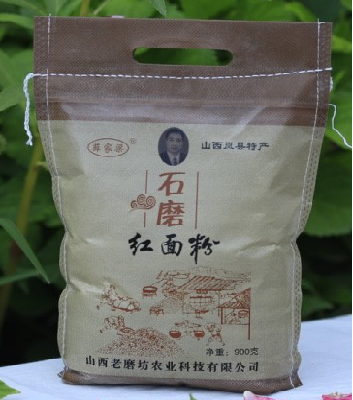 薛家源
山西岚县特产
石磨
红面粉
净重：900克
山西老磨坊农业科技有限公司